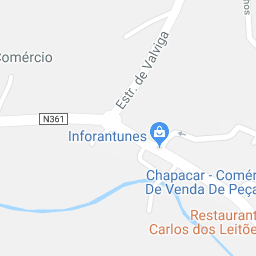 Comércio
Estr. de Valviga
N361
Inforantunes
Chapacar - Comér
De Venda De Peça
Restaurant
Carlos dos Leitõe